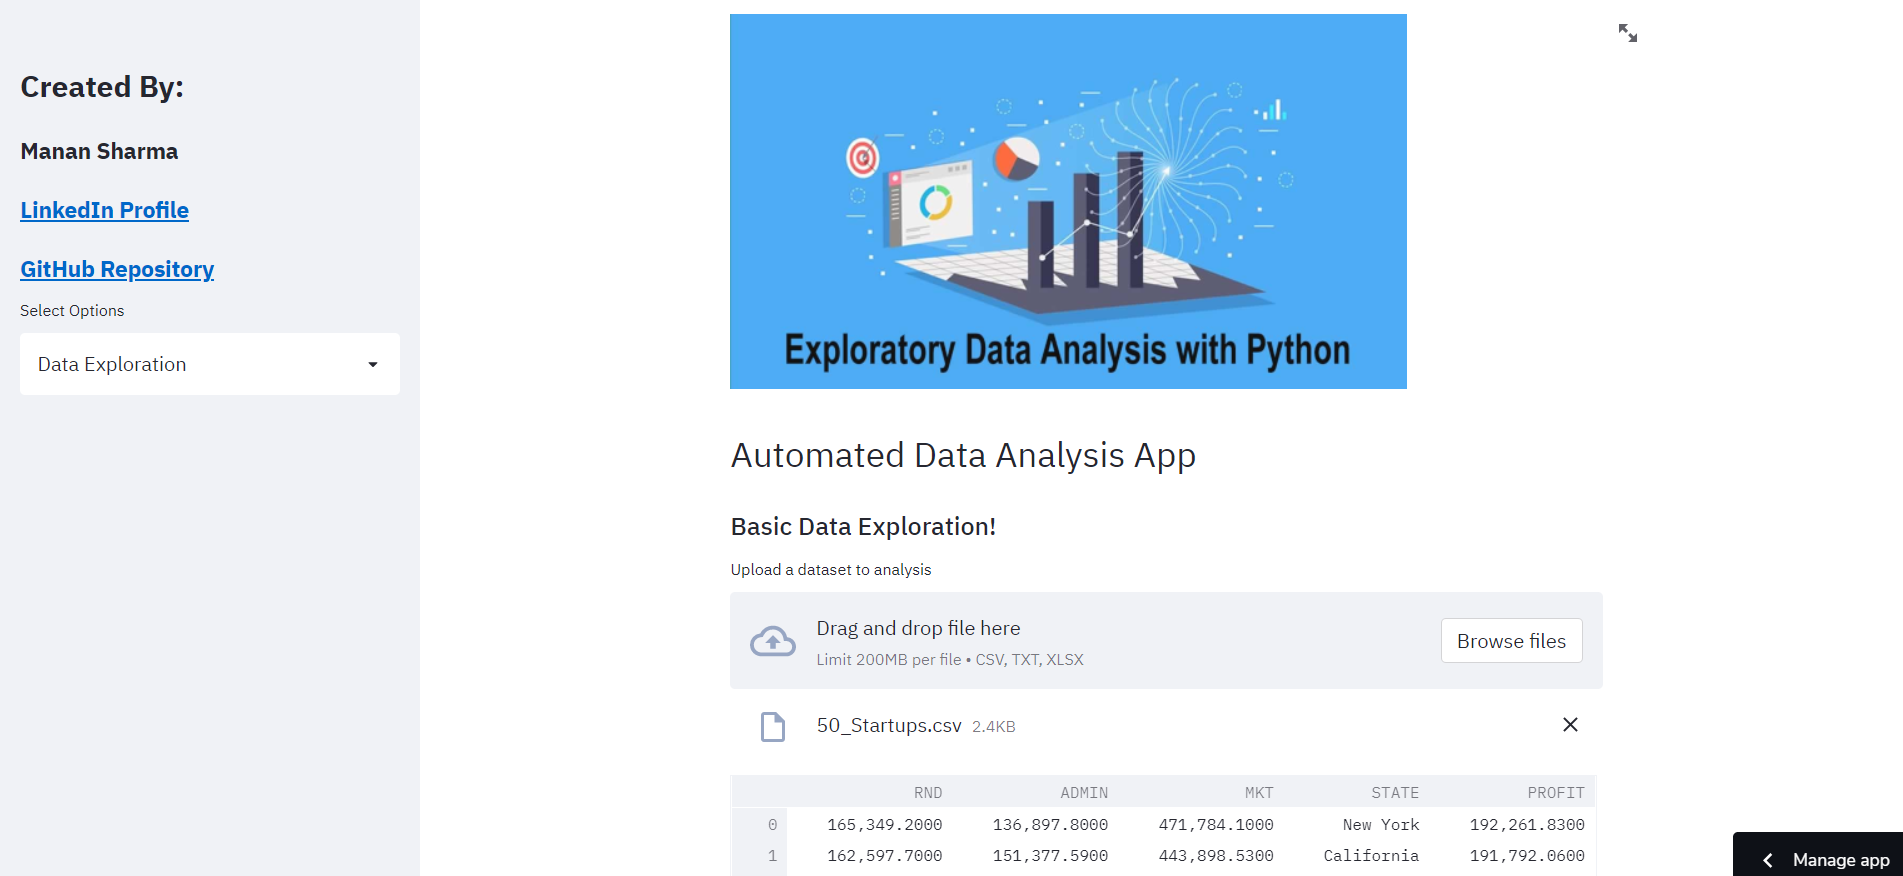 Created By:
Manan Sharma
LinkedIn Profile
GitHub Repository
Select Options
Data Exploration
Exploratory Data Analysis with Python
Automated Data Analysis App
Basic Data Exploration!
Upload a dataset to analysis
Drag and drop file here
Limit 200MB per file • CSV, TXT, XLSX
Browse files
50_Startups.csv 2.4KB
RND ADMIN MKT STATE PROFIT
0 165,349.2000 136,897.8000 471,784.1000 New York 192,261.8300
1 162,597.7000 151,377.5900 443,898.5300 California 191,792.0600
Manage app